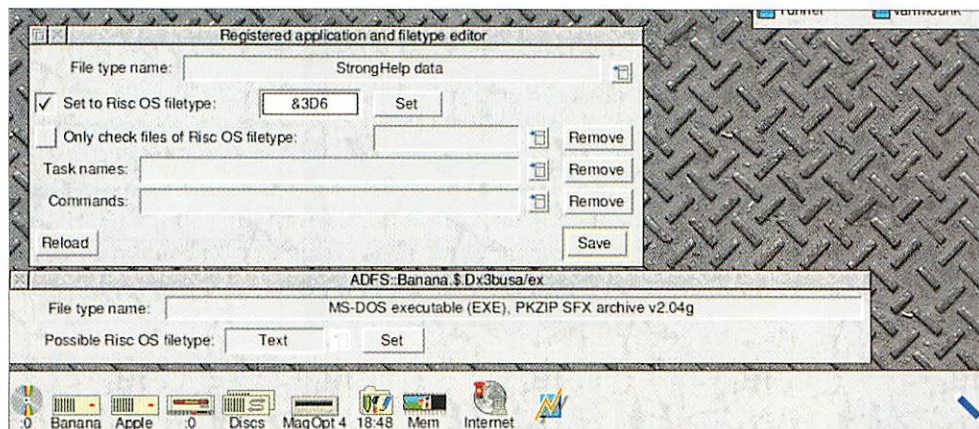 Registered application and filetype editor
File type name: StrongHelp data
Set to Risc OS filetype: &3D6 Set
Only check files of Risc OS filetype: Remove
Task names: Remove
Commands: Remove
Reload Save
ADFS::Banana.$.Dx3busa/ex
File type name: MS-DOS executable (EXE), PKZIP SFX archive v2.04g
Possible Risc OS filetype: Text Set
:0 Banana Apple :0 Discs MagOpt 4 18:48 Mem Internet